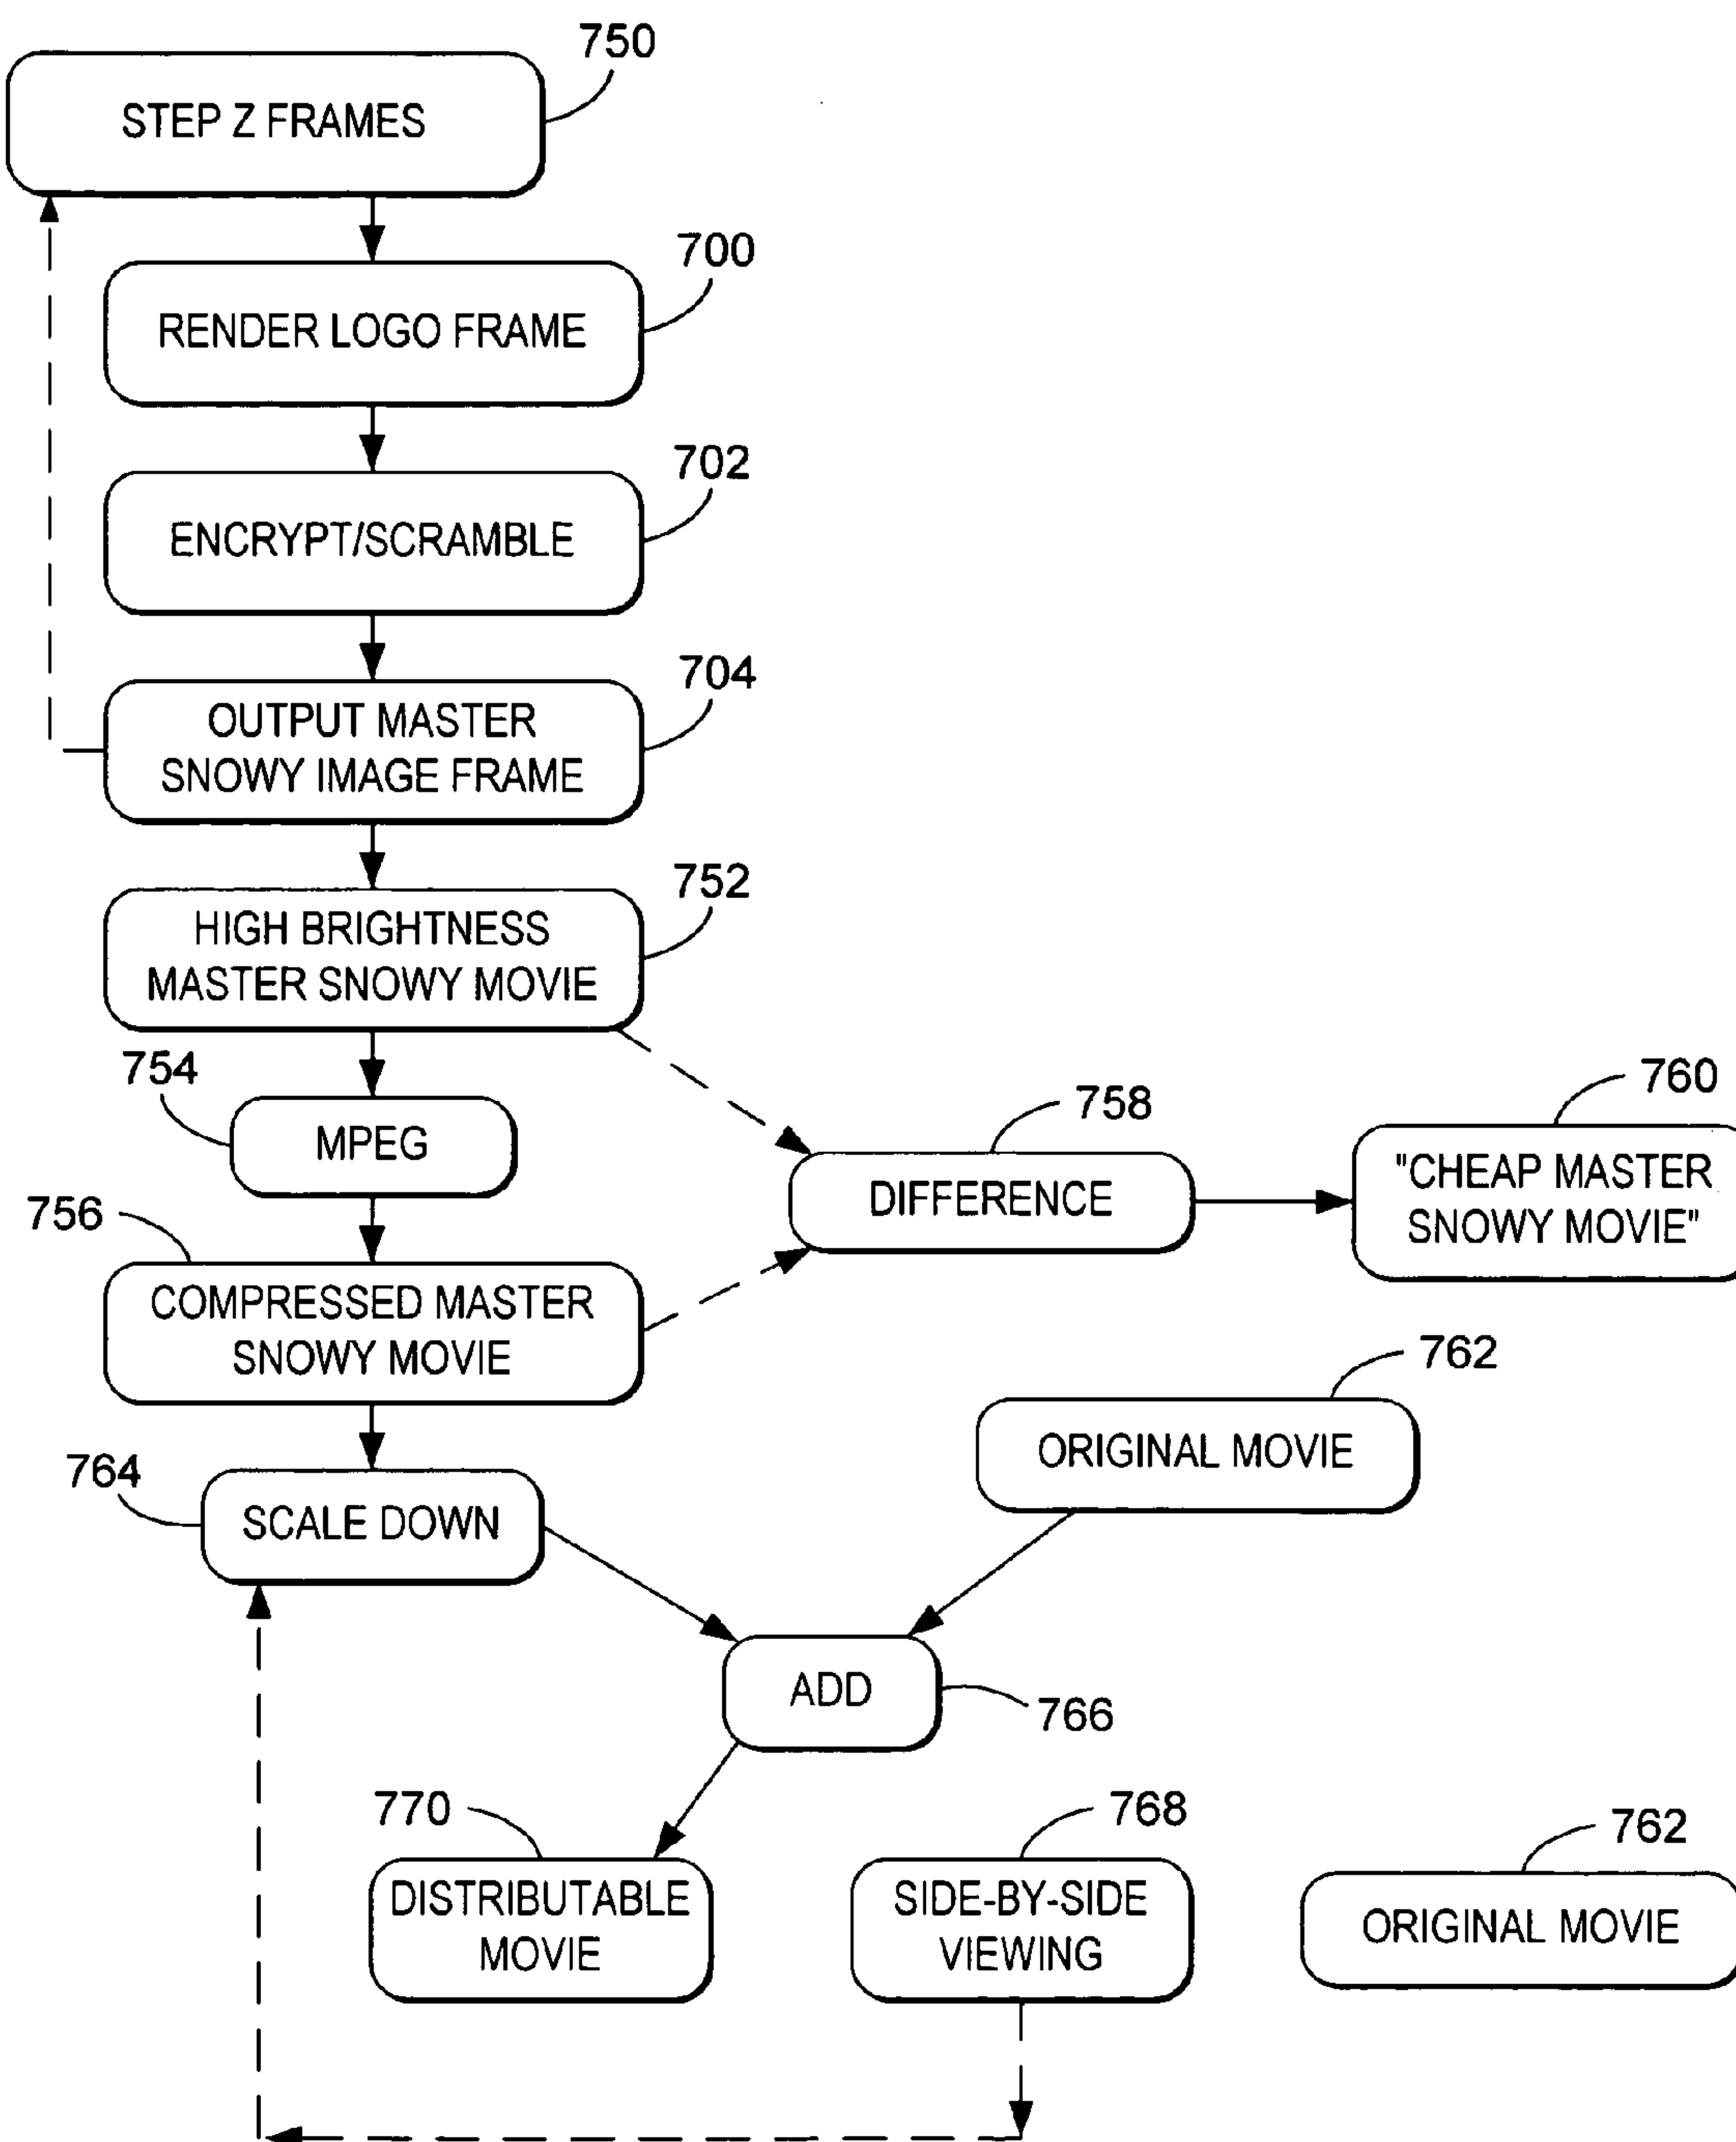 750
STEP Z FRAMES
700
RENDER LOGO FRAME
702
ENCRYPT/SCRAMBLE
704
OUTPUT MASTER
SNOWY IMAGE FRAME
752
HIGH BRIGHTNESS
MASTER SNOWY MOVIE
754
MPEG
758
DIFFERENCE
760
"CHEAP MASTER
SNOWY MOVIE"
756
COMPRESSED MASTER
SNOWY MOVIE
762
ORIGINAL MOVIE
764
SCALE DOWN
ADD
766
770
DISTRIBUTABLE
MOVIE
768
SIDE-BY-SIDE
VIEWING
762
ORIGINAL MOVIE